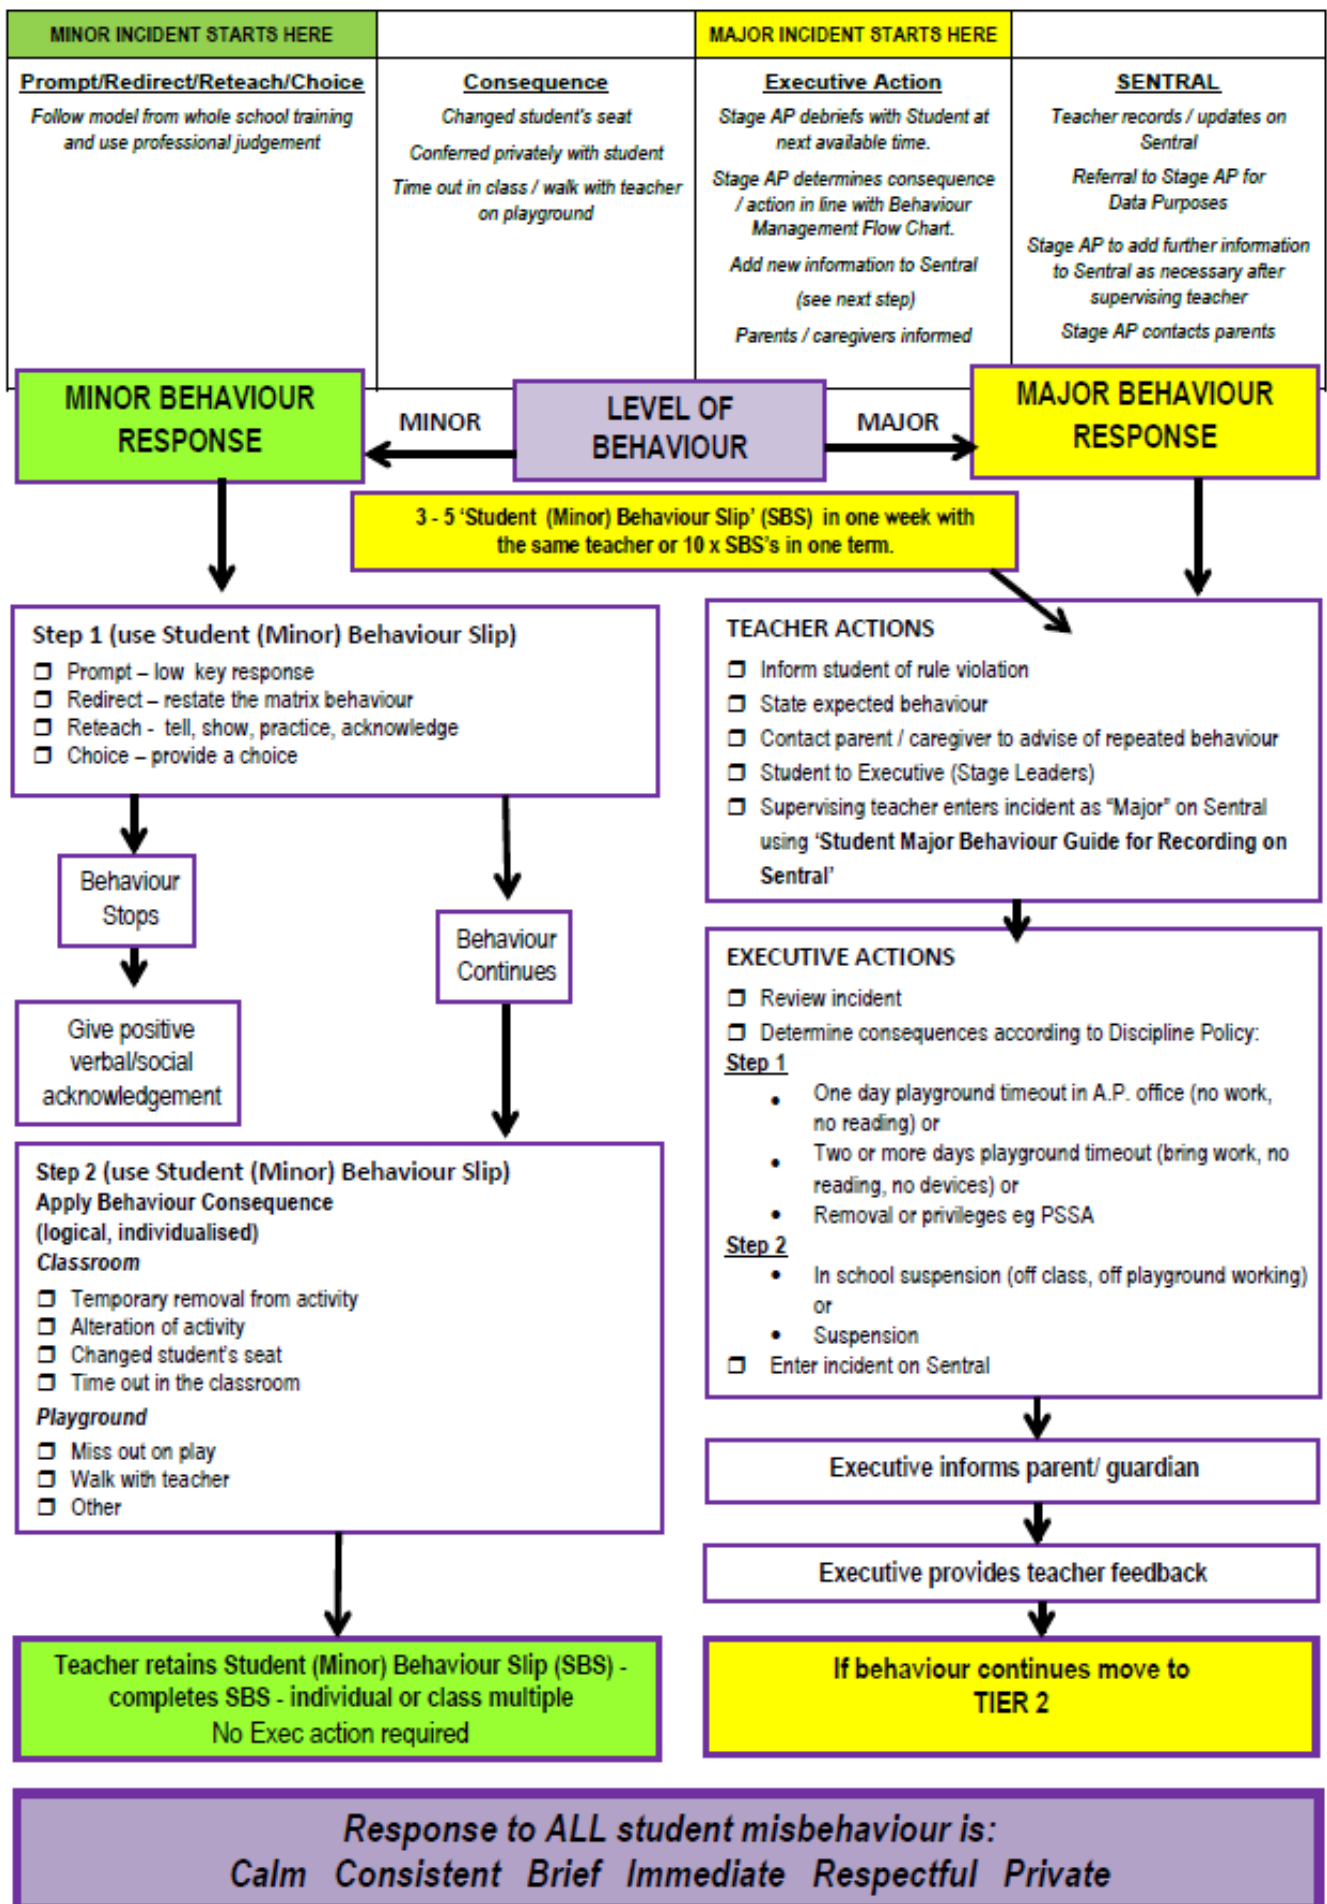 MINOR INCIDENT STARTS HERE
MAJOR INCIDENT STARTS HERE
Prompt/Redirect/Reteach/Choice
Follow model from whole school training
and use professional judgement
Consequence
Changed student's seat
Conferred privately with student
Time out in class / walk with teacher
on playground
Executive Action
Stage AP debriefs with Student at
next available time.
Stage AP determines consequence
/ action in line with Behaviour
Management Flow Chart.
Add new information to Sentral
(see next step)
Parents / caregivers informed
SENTRAL
Teacher records / updates on
Sentral
Referral to Stage AP for
Data Purposes
Stage AP to add further information
to Sentral as necessary after
supervising teacher
Stage AP contacts parents
MINOR BEHAVIOUR
RESPONSE
MINOR
LEVEL OF
BEHAVIOUR
MAJOR
MAJOR BEHAVIOUR
RESPONSE
3 - 5 ‘Student (Minor) Behaviour Slip’ (SBS) in one week with
the same teacher or 10 x SBS's in one term.
Step 1 (use Student (Minor) Behaviour Slip)
❒ Prompt – low key response
❒ Redirect – restate the matrix behaviour
❒ Reteach - tell, show, practice, acknowledge
❒ Choice – provide a choice
Behaviour
Stops
Give positive
verbal/social
acknowledgement
Behaviour
Continues
Step 2 (use Student (Minor) Behaviour Slip)
Apply Behaviour Consequence
(logical, individualised)
Classroom
❒ Temporary removal from activity
❒ Alteration of activity
❒ Changed student's seat
❒ Time out in the classroom
Playground
❒ Miss out on play
❒ Walk with teacher
❒ Other
Teacher retains Student (Minor) Behaviour Slip (SBS) -
completes SBS - individual or class multiple
No Exec action required
TEACHER ACTIONS
❒ Inform student of rule violation
❒ State expected behaviour
❒ Contact parent / caregiver to advise of repeated behaviour
❒ Student to Executive (Stage Leaders)
❒ Supervising teacher enters incident as “Major” on Sentral
using ‘Student Major Behaviour Guide for Recording on
Sentral’
EXECUTIVE ACTIONS
❒ Review incident
❒ Determine consequences according to Discipline Policy:
Step 1
• One day playground timeout in A.P. office (no work,
no reading) or
• Two or more days playground timeout (bring work, no
reading, no devices) or
• Removal or privileges eg PSSA
Step 2
• In school suspension (off class, off playground working)
or
• Suspension
❒ Enter incident on Sentral
Executive informs parent/ guardian
Executive provides teacher feedback
If behaviour continues move to
TIER 2
Response to ALL student misbehaviour is:
Calm Consistent Brief Immediate Respectful Private